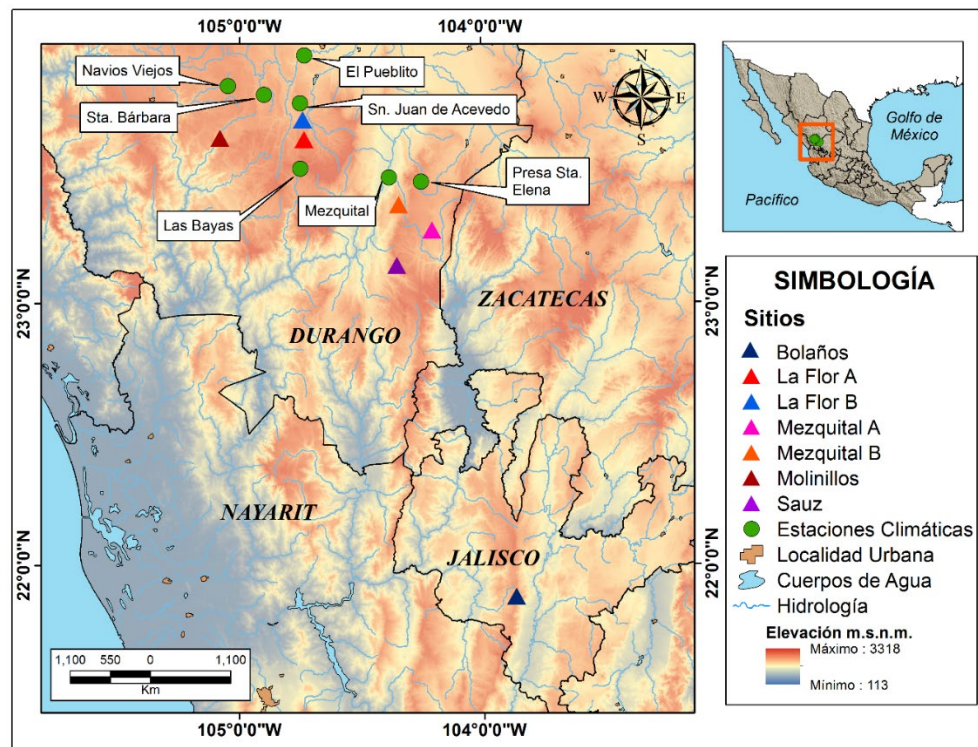 105°0'0"W
104°0'0"W
Navios Viejos
El Pueblito
Sta. Bárbara
Sn. Juan de Acevedo
Presa Sta.
Elena
Las Bayas
Mezquital
N
W
E
S
23°0'0"N
23°0'0"N
DURANGO
ZACATECAS
NAYARIT
JALISCO
22°0'0"N
22°0'0"N
1,100 550 0 1,100
Km
105°0'0"W
104°0'0"W
Golfo de
México
Pacífico
SIMBOLOGÍA
Sitios
Bolaños
La Flor A
La Flor B
Mezquital A
Mezquital B
Molinillos
Sauz
Estaciones Climáticas
Localidad Urbana
Cuerpos de Agua
Hidrología
Elevación m.s.n.m.
Máximo : 3318
Mínimo : 113